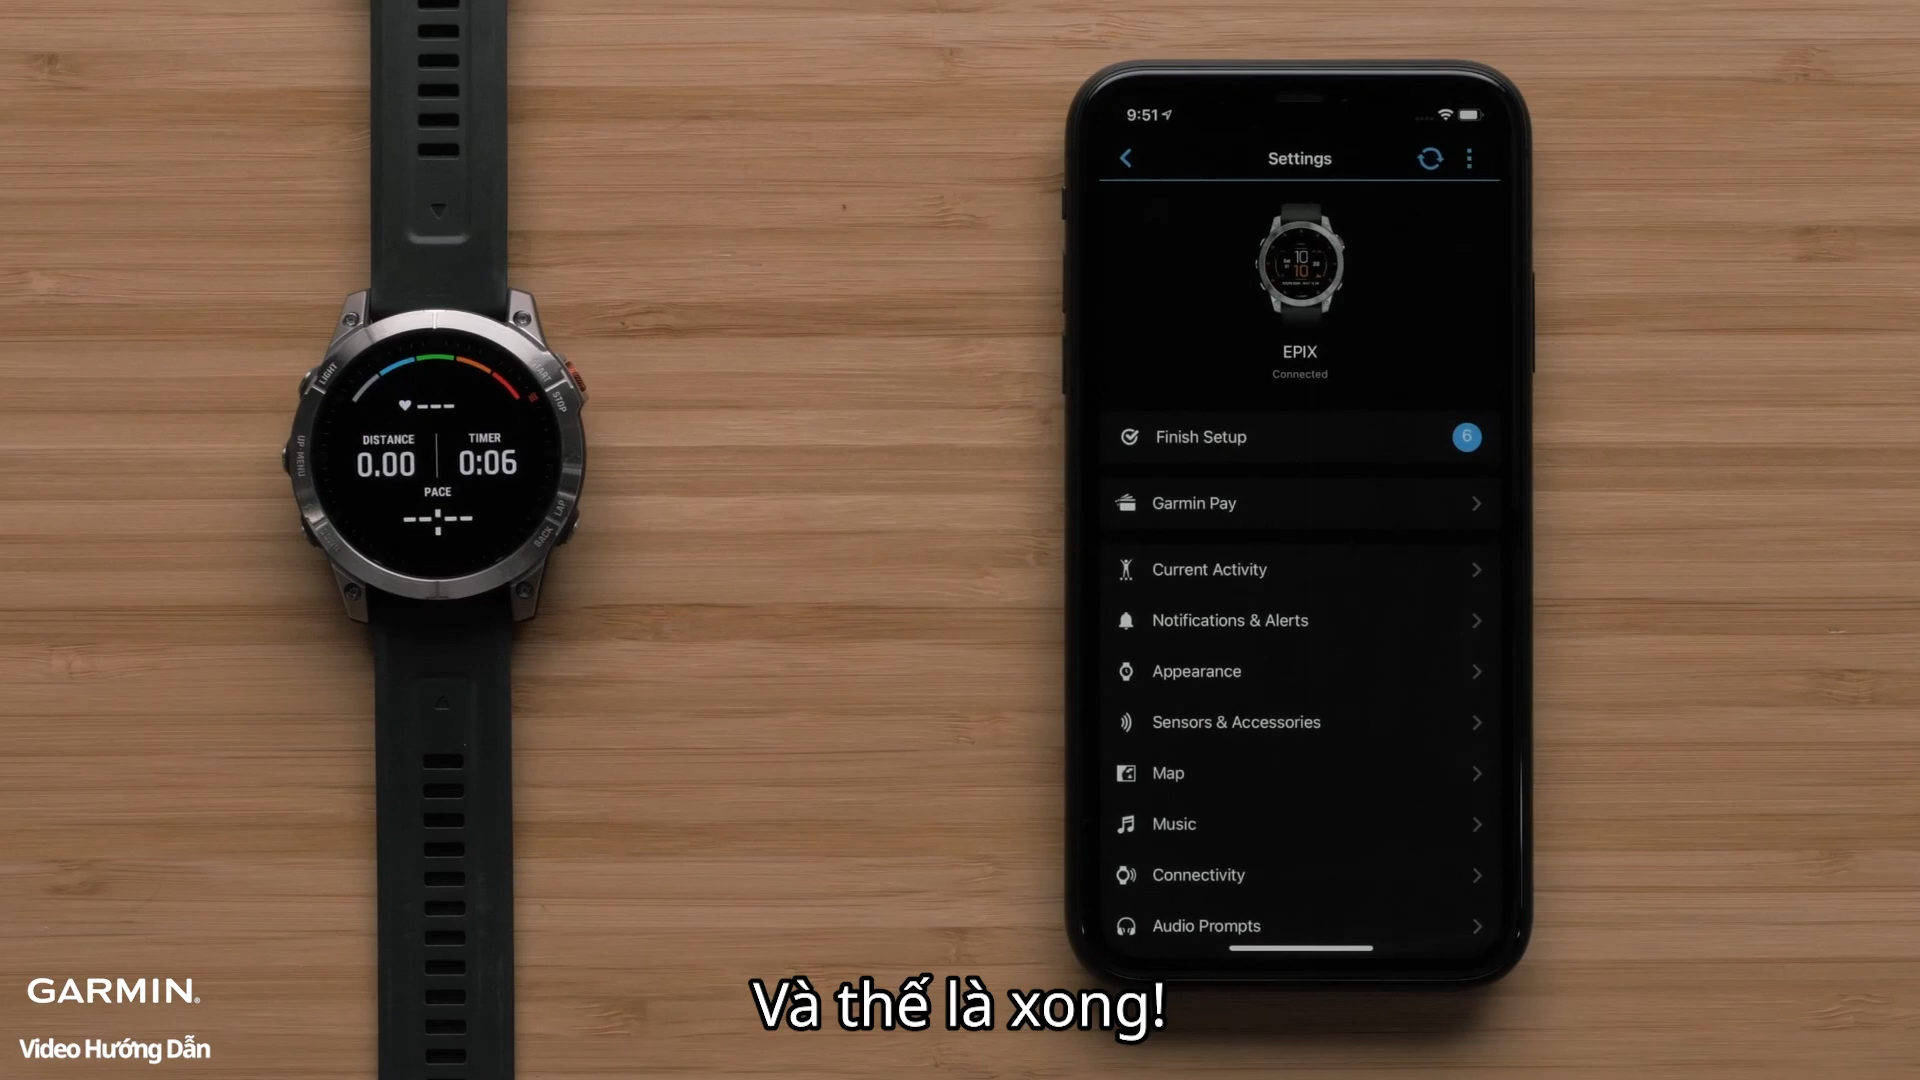 LIGHT
START
STOP
UP·MENU
DISTANCE
TIMER
0.00
0:06
PACE
LAP
BACK
9:51
Settings
10
10
EPIX
Connected
Finish Setup
6
Garmin Pay
Current Activity
Notifications & Alerts
Appearance
Sensors & Accessories
Map
Music
Connectivity
Audio Prompts
GARMIN
Video Hướng Dẫn
Và thế là xong!